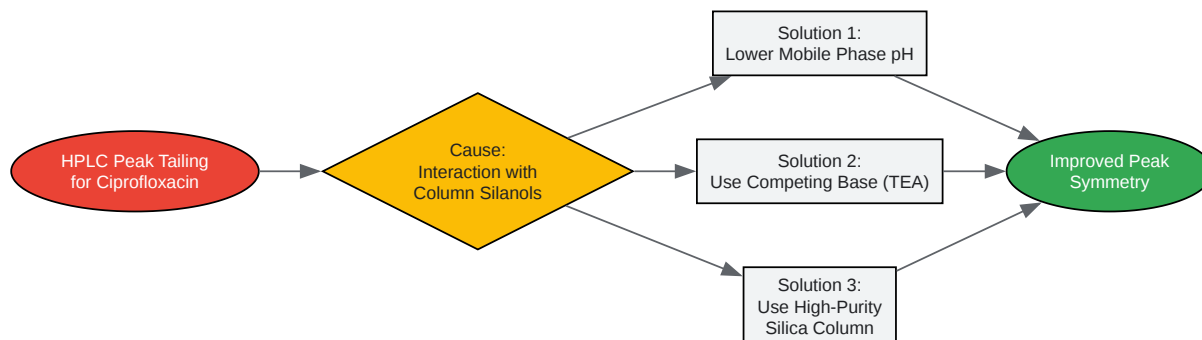 HPLC Peak Tailing
for Ciprofloxacin
Cause:
Interaction with
Column Silanols
Solution 1:
Lower Mobile Phase pH
Solution 2:
Use Competing Base (TEA)
Solution 3:
Use High-Purity
Silica Column
Improved Peak
Symmetry